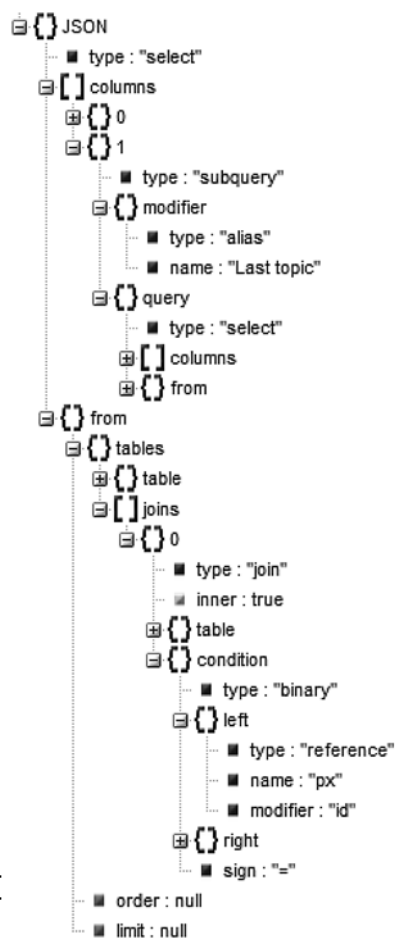 JSON
type : "select"
columns
0
1
type : "subquery"
modifier
type : "alias"
name : "Last topic"
query
type : "select"
columns
from
from
tables
table
joins
0
type : "join"
inner : true
table
condition
type : "binary"
left
type : "reference"
name : "px"
modifier : "id"
right
sign : "="
order : null
limit : null